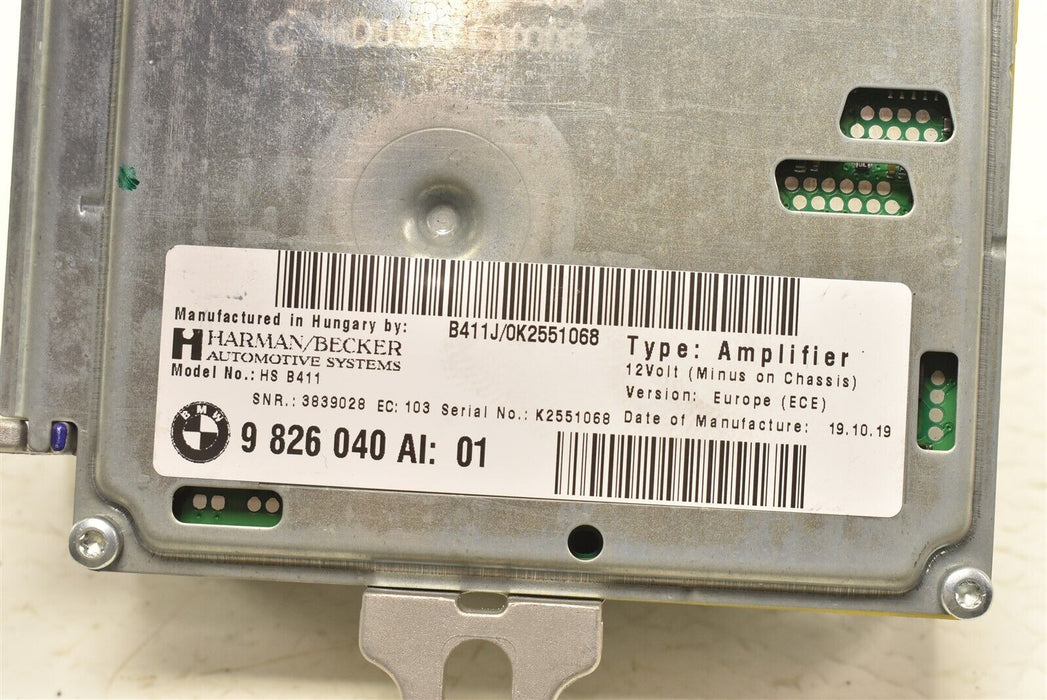 Manufactured in Hungary by:
B411J/0K2551068
HARMAN/BECKER
AUTOMOTIVE SYSTEMS
Model No.: HS B411
Type: Amplifier
12Volt (Minus on Chassis)
Version: Europe (ECE)
SNR.: 3839028 EC: 103 Serial No.: K2551068 Date of Manufacture: 19.10.19
BMW
9 826 040 AI: 01